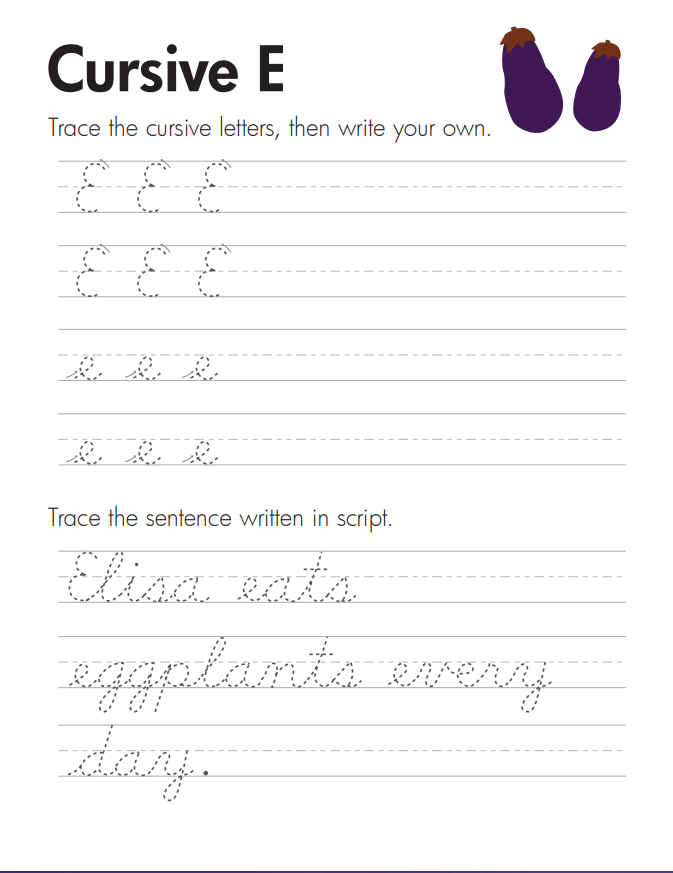 Cursive E
Trace the cursive letters, then write your own.
E E E
E E E
e e e
e e e
Trace the sentence written in script.
Elisa eats
eggplants every
day.